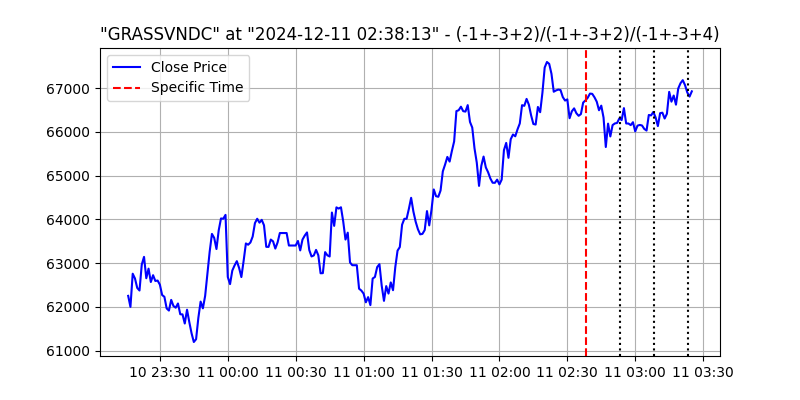 "GRASSVNDC" at "2024-12-11 02:38:13" - (-1+-3+2)/(-1+-3+2)/(-1+-3+4)
Close Price
Specific Time
67000
66000
65000
64000
63000
62000
61000
10 23:30 11 00:00 11 00:30 11 01:00 11 01:30 11 02:00 11 02:30 11 03:00 11 03:30